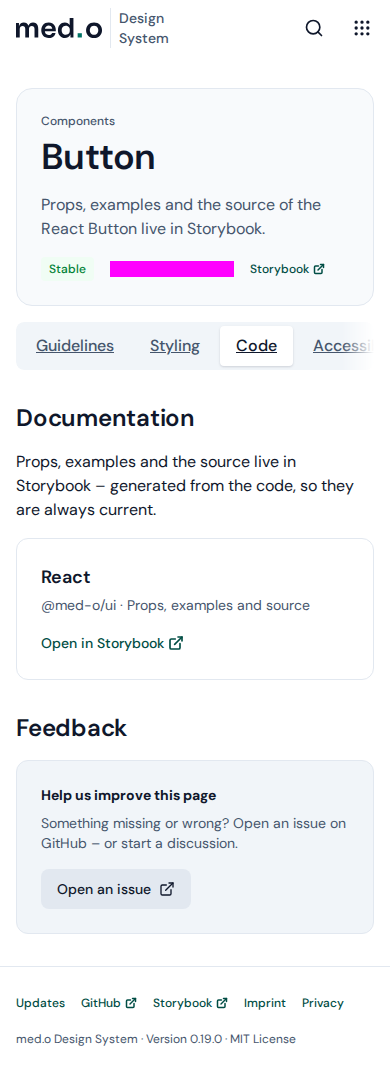 med.o
Design
System
Components
Button
Props, examples and the source of the
React Button live in Storybook.
Stable
Storybook
Guidelines
Styling
Code
Documentation
Props, examples and the source live in
Storybook – generated from the code, so they
are always current.
React
@med-o/ui · Props, examples and source
Open in Storybook
Feedback
Help us improve this page
Something missing or wrong? Open an issue on
GitHub – or start a discussion.
Open an issue
Updates GitHub Storybook Imprint Privacy
med.o Design System · Version 0.19.0 · MIT License